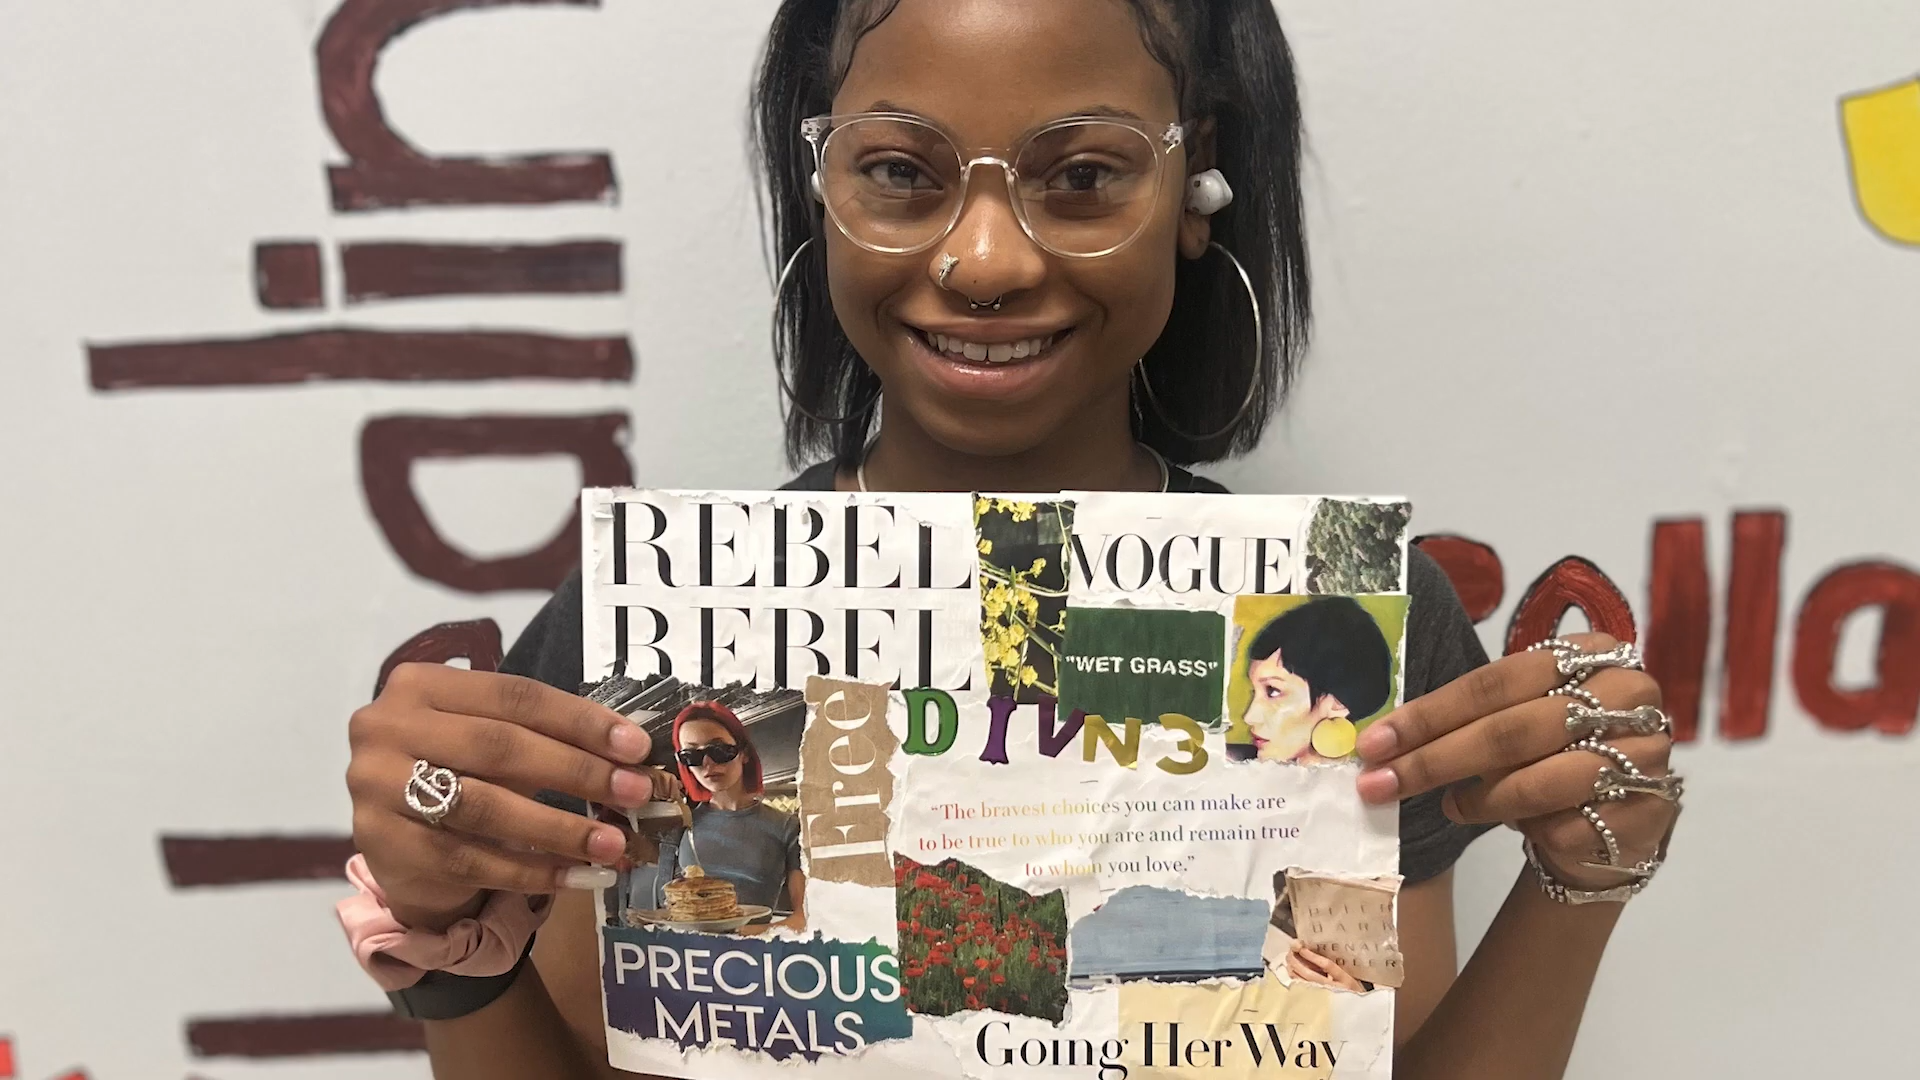 REBEL
REBEL
VOGUE
"WET GRASS"
Free
DIVN3
“The bravest choices you can make are
to be true to who you are and remain true
to whom you love.”
PRECIOUS
METALS
RENATA
Going Her Way